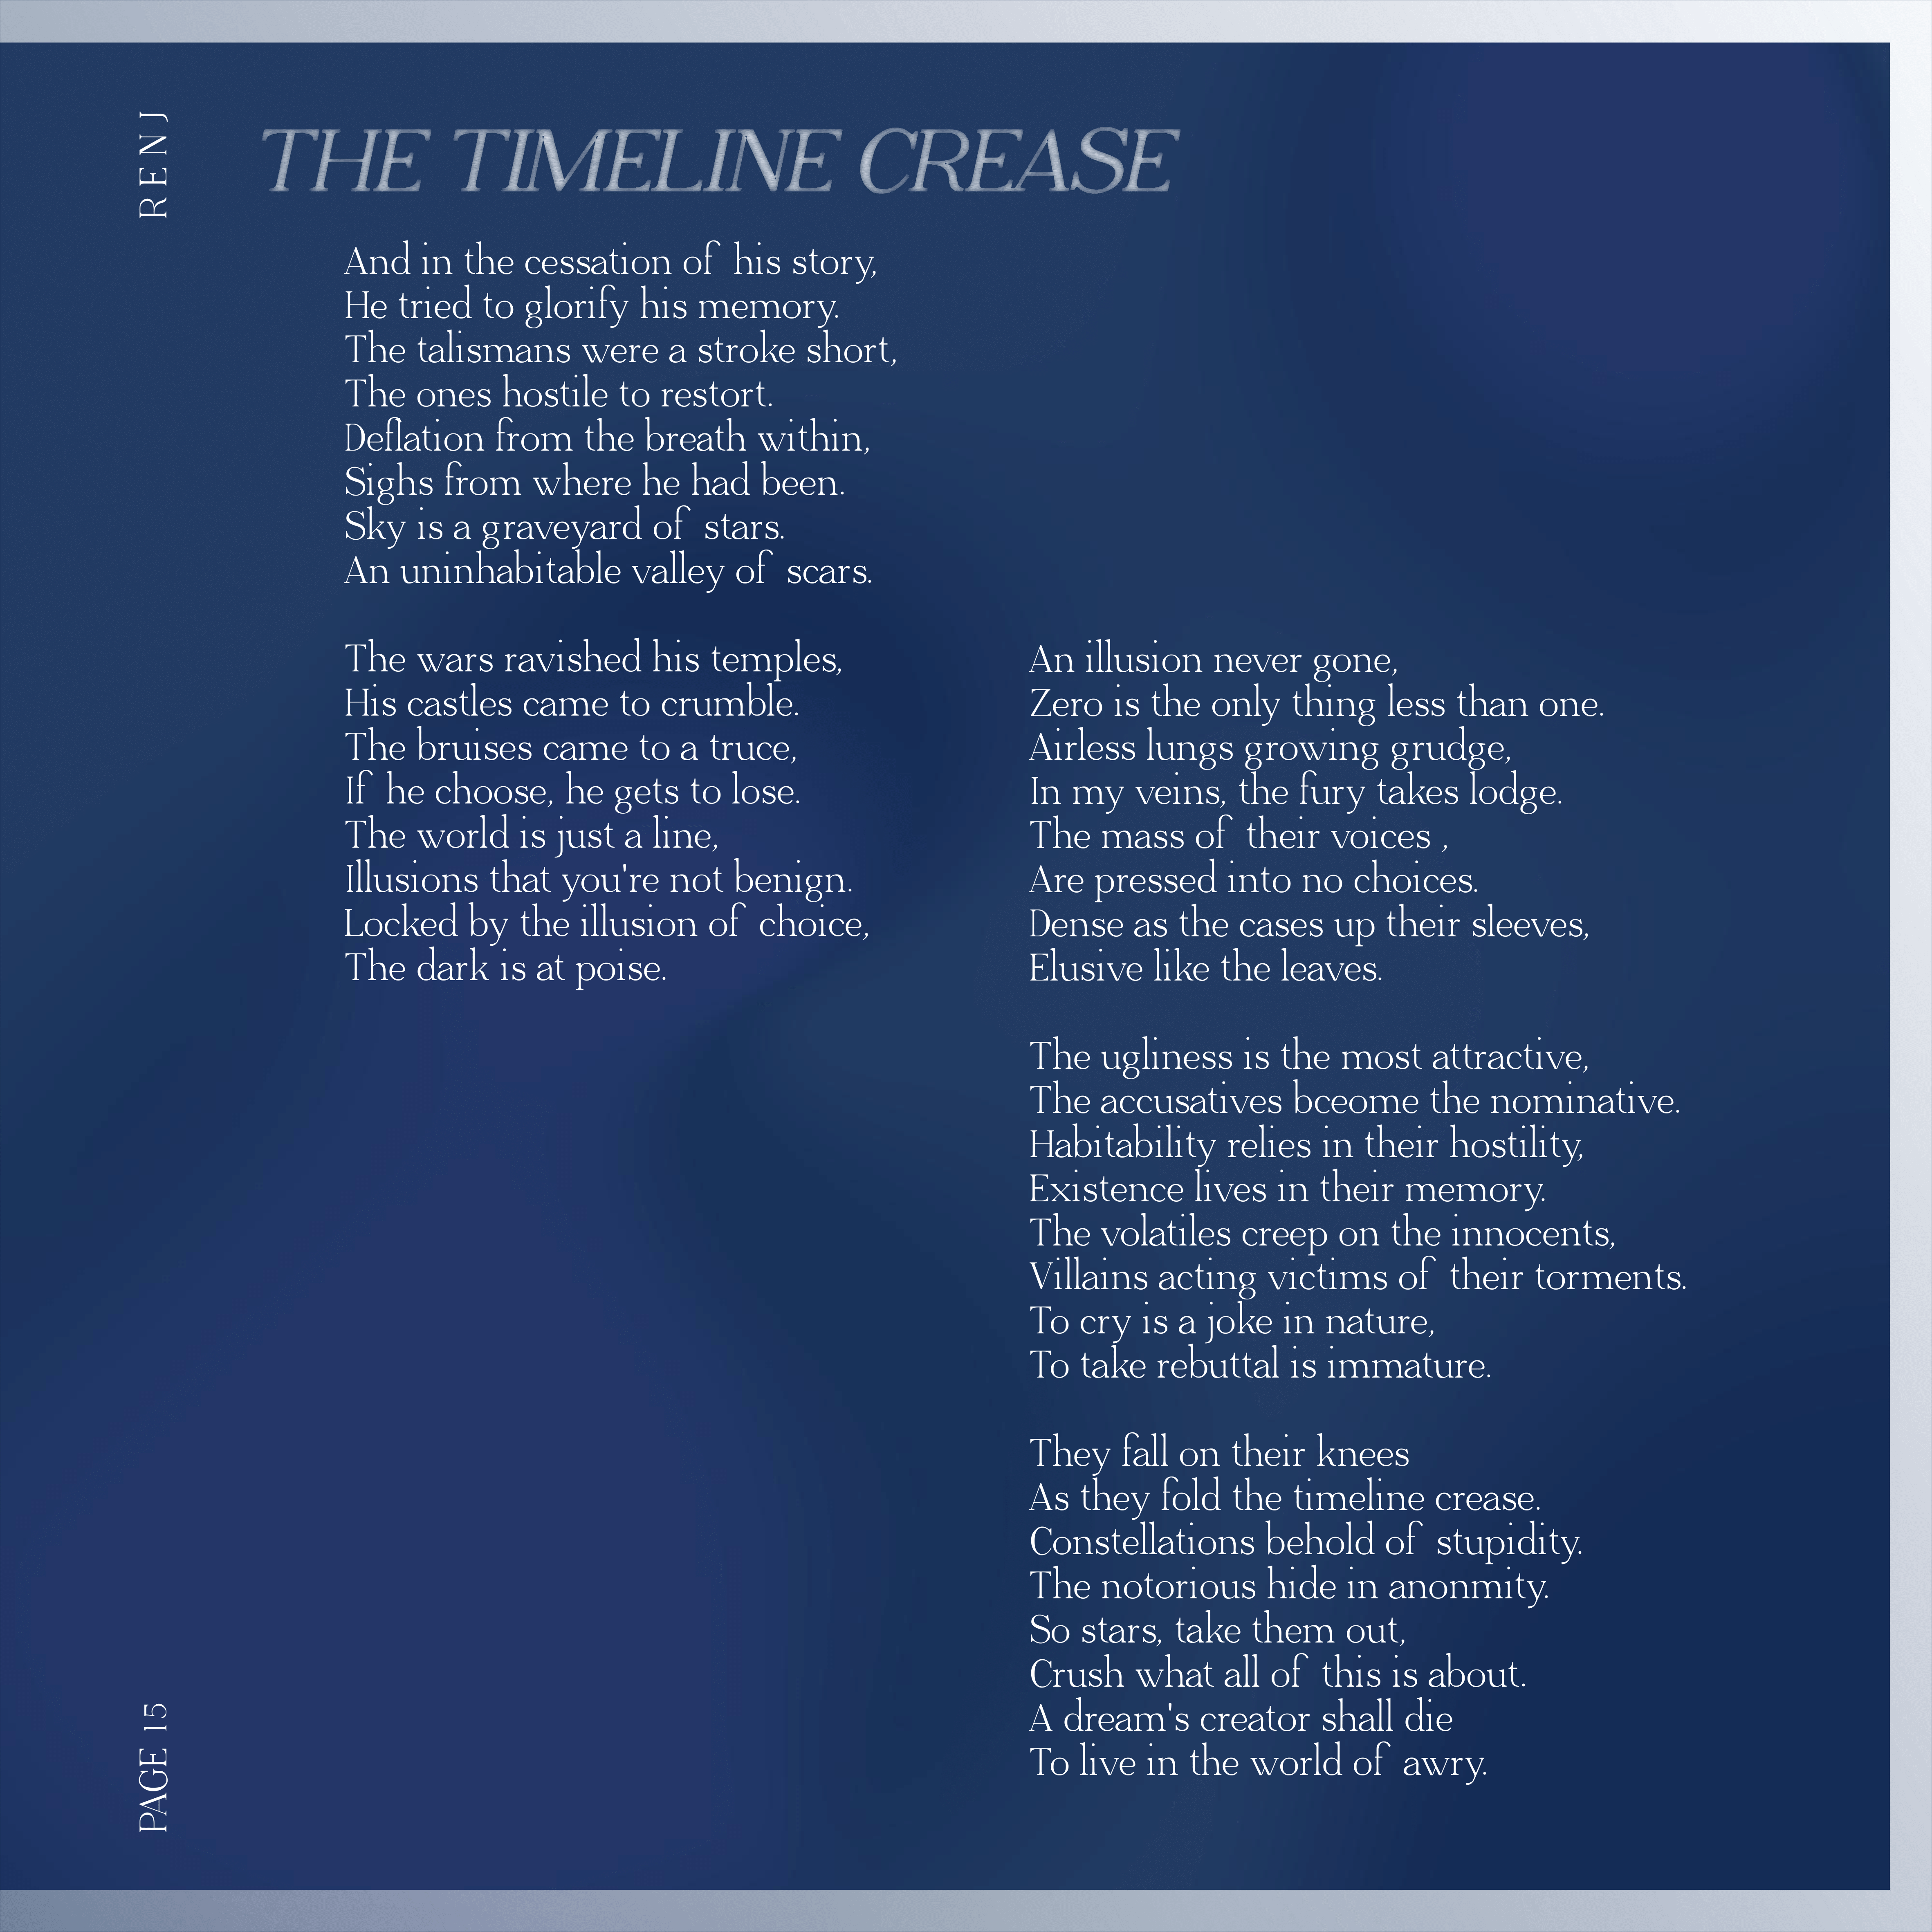 RENJ
THE TIMELINE CREASE
And in the cessation of his story,
He tried to glorify his memory.
The talismans were a stroke short,
The ones hostile to restort.
Deflation from the breath within,
Sighs from where he had been.
Sky is a graveyard of stars.
An uninhabitable valley of scars.
The wars ravished his temples,
His castles came to crumble.
The bruises came to a truce,
If he choose, he gets to lose.
The world is just a line,
Illusions that you're not benign.
Locked by the illusion of choice,
The dark is at poise.
An illusion never gone,
Zero is the only thing less than one.
Airless lungs growing grudge,
In my veins, the fury takes lodge.
The mass of their voices ,
Are pressed into no choices.
Dense as the cases up their sleeves,
Elusive like the leaves.
The ugliness is the most attractive,
The accusatives bceome the nominative.
Habitability relies in their hostility,
Existence lives in their memory.
The volatiles creep on the innocents,
Villains acting victims of their torments.
To cry is a joke in nature,
To take rebuttal is immature.
They fall on their knees
As they fold the timeline crease.
Constellations behold of stupidity.
The notorious hide in anonmity.
So stars, take them out,
Crush what all of this is about.
A dream's creator shall die
To live in the world of awry.
PAGE 15